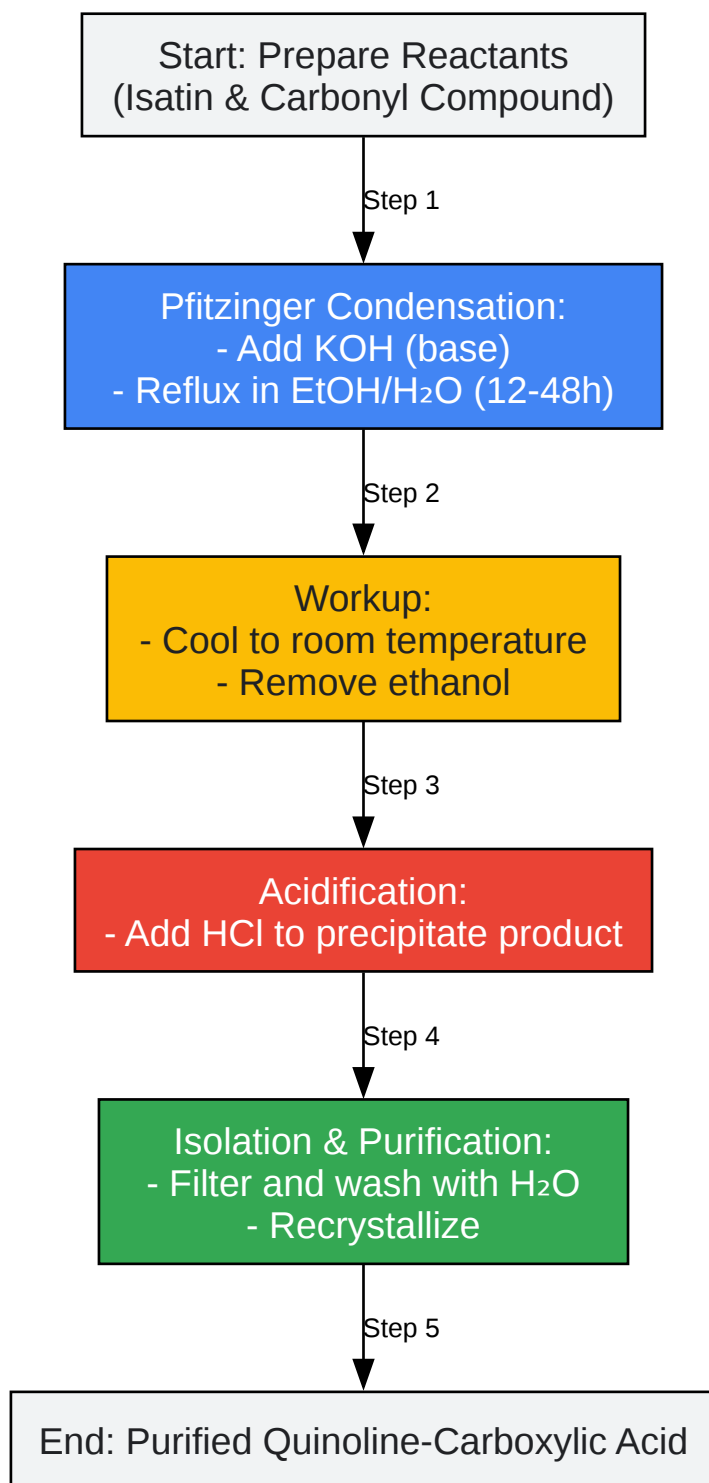 Start: Prepare Reactants
(Isatin & Carbonyl Compound)
Step 1
Pfitzinger Condensation:
- Add KOH (base)
- Reflux in EtOH/H₂O (12-48h)
Step 2
Workup:
- Cool to room temperature
- Remove ethanol
Step 3
Acidification:
- Add HCl to precipitate product
Step 4
Isolation & Purification:
- Filter and wash with H₂O
- Recrystallize
Step 5
End: Purified Quinoline-Carboxylic Acid